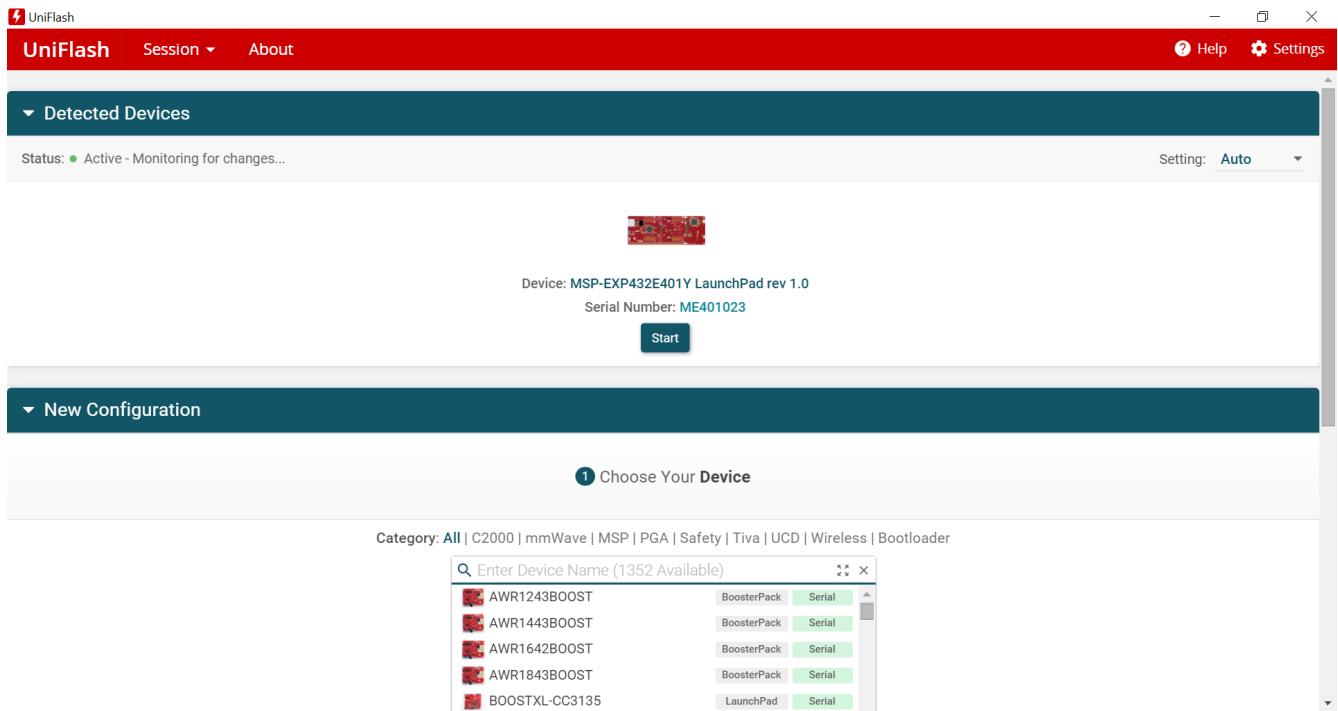 UniFlash
UniFlash Session About Help Settings
Detected Devices
Status: Active - Monitoring for changes... Setting: Auto
Device: MSP-EXP432E401Y LaunchPad rev 1.0
Serial Number: ME401023
Start
New Configuration
1 Choose Your Device
Category: All | C2000 | mmWave | MSP | PGA | Safety | Tiva | UCD | Wireless | Bootloader
Enter Device Name (1352 Available)
AWR1243BOOST BoosterPack Serial
AWR1443BOOST BoosterPack Serial
AWR1642BOOST BoosterPack Serial
AWR1843BOOST BoosterPack Serial
BOOSTXL-CC3135 LaunchPad Serial